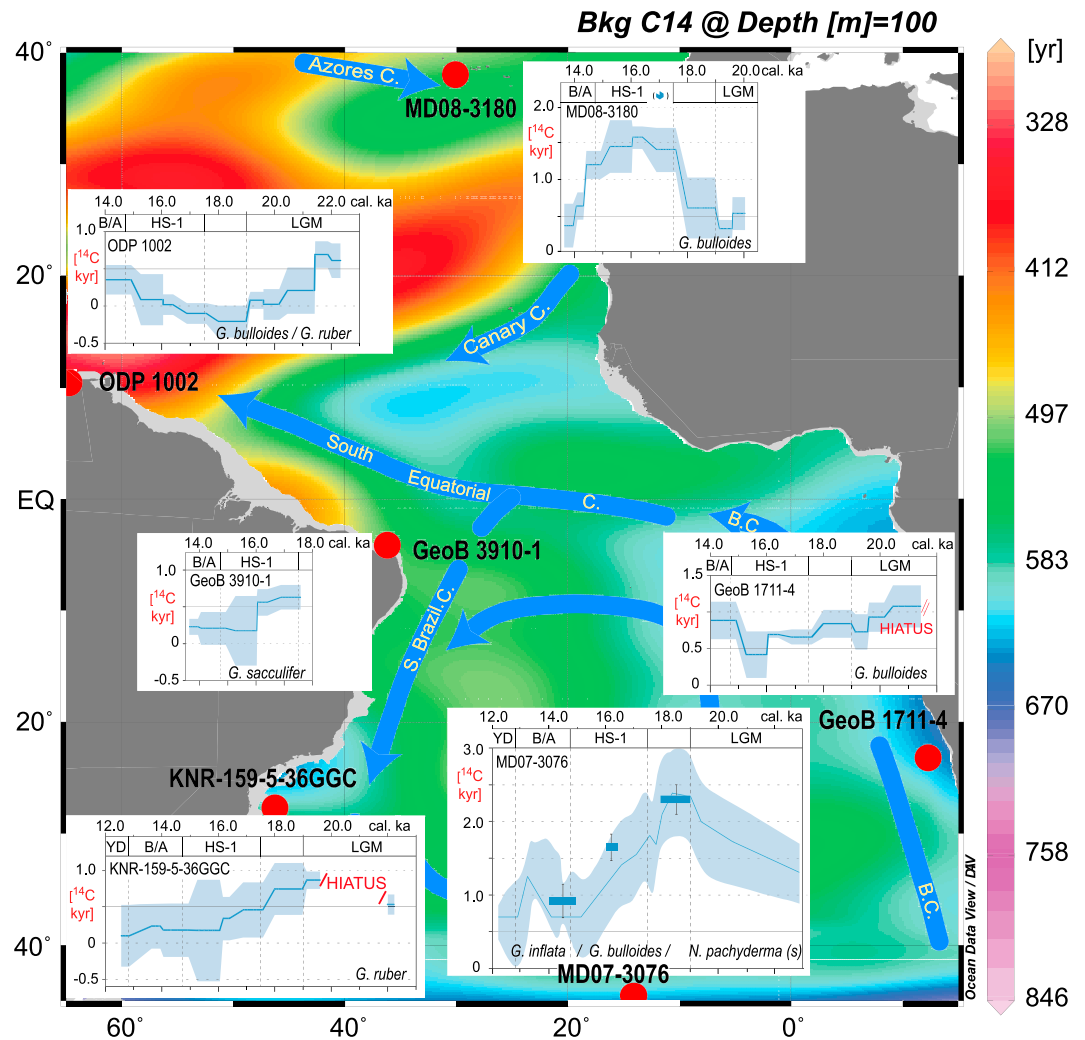 Bkg C14 @ Depth [m]=100
40˚
[yr]
Azores C.
MD08-3180
14.0 16.0 18.0 20.0 cal. ka
B/A HS-1 LGM
MD08-3180
2.0
[14C kyr]
1.0
0
G. bulloides
328
14.0 16.0 18.0 20.0 22.0 cal. ka
B/A HS-1 LGM
1.0
ODP 1002
[14C kyr]
0
-0.5
G. bulloides / G. ruber
20˚
412
Canary C.
ODP 1002
497
South Equatorial C.
EQ
B.C.
GeoB 3910-1
14.0 16.0 18.0 cal. ka
B/A HS-1
1.0
GeoB 3910-1
[14C kyr]
0
-0.5
G. sacculifer
S. Brazil.C.
14.0 16.0 18.0 20.0 cal. ka
B/A HS-1 LGM
1.5
GeoB 1711-4
[14C kyr]
0.5
0
HIATUS
G. bulloides
583
670
20˚
GeoB 1711-4
KNR-159-5-36GGC
12.0 14.0 16.0 18.0 20.0 cal. ka
YD B/A HS-1 LGM
3.0
MD07-3076
[14C kyr]
2.0
1.0
0
G. inflata / G. bulloides / N. pachyderma (s)
MD07-3076
12.0 14.0 16.0 18.0 20.0 cal. ka
YD B/A HS-1 LGM
KNR-159-5-36GGC
1.0
[14C kyr]
0
-0.5
HIATUS
G. ruber
758
B.C.
40˚
Ocean Data View / DIVA
846
60˚ 40˚ 20˚ 0˚